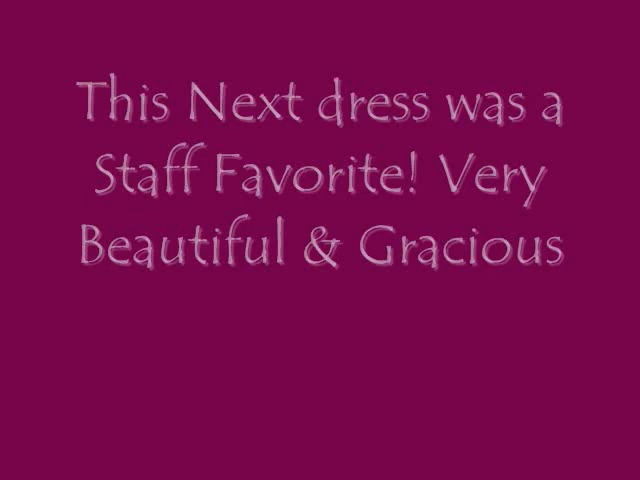 This Next dress was a
Staff Favorite! Very
Beautiful & Gracious